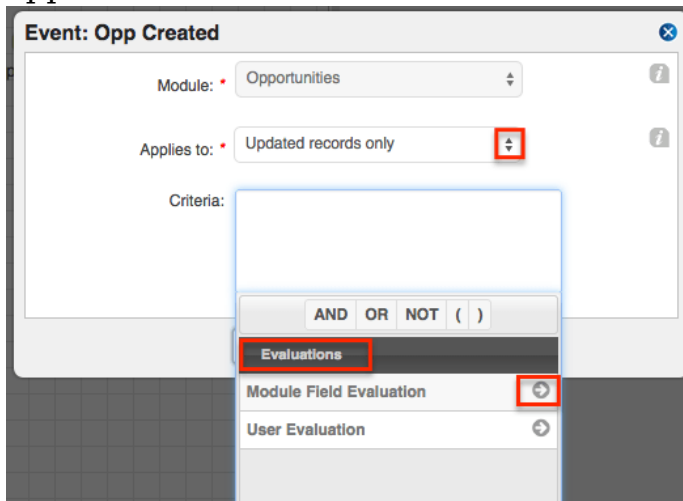 Event: Opp Created
Module: * Opportunities
Applies to: * Updated records only
Criteria:
AND OR NOT ( )
Evaluations
Module Field Evaluation
User Evaluation